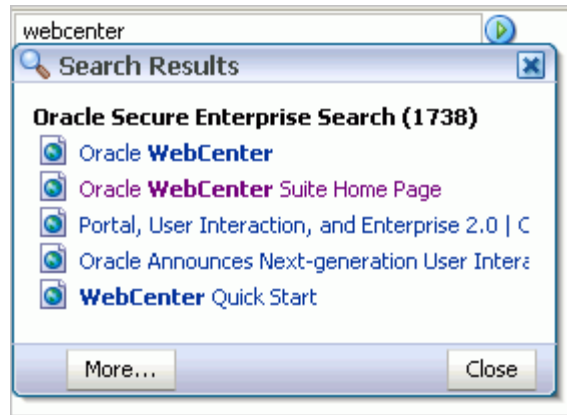 webcenter
Search Results
Oracle Secure Enterprise Search (1738)
Oracle WebCenter
Oracle WebCenter Suite Home Page
Portal, User Interaction, and Enterprise 2.0 | C
Oracle Announces Next-generation User Intera
WebCenter Quick Start
More...
Close